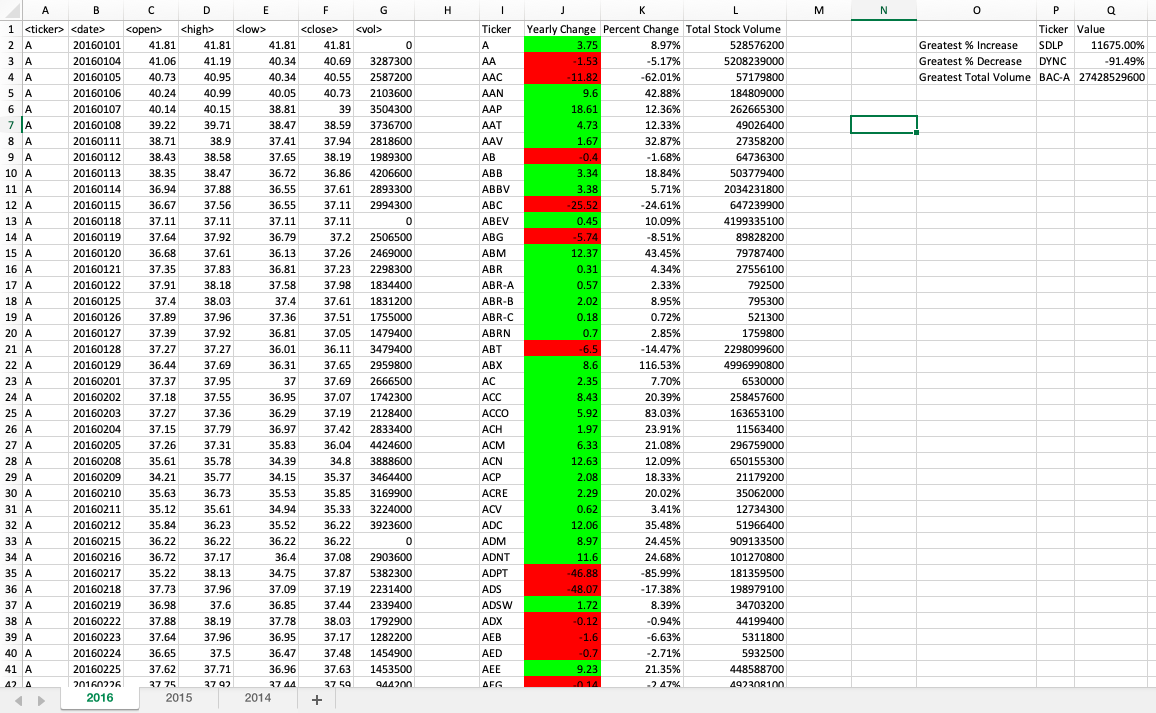 A B C D E F G H I J K L M N O P Q
1 <ticker> <date> <open> <high> <low> <close> <vol> Ticker Yearly Change Percent Change Total Stock Volume Ticker Value
2 A 20160101 41.81 41.81 41.81 41.81 0 A 3.75 8.97% 528576200 Greatest % Increase SDLP 11675.00%
3 A 20160104 41.06 41.19 40.34 40.69 3287300 AA -1.53 -5.17% 5208239000 Greatest % Decrease DYNC -91.49%
4 A 20160105 40.73 40.95 40.34 40.55 2587200 AAC -11.82 -62.01% 57179800 Greatest Total Volume BAC-A 27428529600
5 A 20160106 40.24 40.99 40.05 40.73 2103600 AAN 9.6 42.88% 184809000
6 A 20160107 40.14 40.15 38.81 39 3504300 AAP 18.61 12.36% 262665300
7 A 20160108 39.22 39.71 38.47 38.59 3736700 AAT 4.73 12.33% 49026400
8 A 20160111 38.71 38.9 37.41 37.94 2818600 AAV 1.67 32.87% 27358200
9 A 20160112 38.43 38.58 37.65 38.19 1989300 AB -0.4 -1.68% 64736300
10 A 20160113 38.35 38.47 36.72 36.86 4206600 ABB 3.34 18.84% 503779400
11 A 20160114 36.94 37.88 36.55 37.61 2893300 ABBV 3.38 5.71% 2034231800
12 A 20160115 36.67 37.56 36.55 37.11 2994300 ABC -25.52 -24.61% 647239900
13 A 20160118 37.11 37.11 37.11 37.11 0 ABEV 0.45 10.09% 4199335100
14 A 20160119 37.64 37.92 36.79 37.2 2506500 ABG -5.74 -8.51% 89828200
15 A 20160120 36.68 37.61 36.13 37.26 2469000 ABM 12.37 43.45% 79787400
16 A 20160121 37.35 37.83 36.81 37.23 2298300 ABR 0.31 4.34% 27556100
17 A 20160122 37.91 38.18 37.58 37.98 1834400 ABR-A 0.57 2.33% 792500
18 A 20160125 37.4 38.03 37.4 37.61 1831200 ABR-B 2.02 8.95% 795300
19 A 20160126 37.89 37.96 37.36 37.51 1755000 ABR-C 0.18 0.72% 521300
20 A 20160127 37.39 37.92 36.81 37.05 1479400 ABRN 0.7 2.85% 1759800
21 A 20160128 37.27 37.27 36.01 36.11 3479400 ABT -6.5 -14.47% 2298099600
22 A 20160129 36.44 37.69 36.31 37.65 2959800 ABX 8.6 116.53% 4996990800
23 A 20160201 37.37 37.95 37 37.69 2666500 AC 2.35 7.70% 6530000
24 A 20160202 37.18 37.55 36.95 37.07 1742300 ACC 8.43 20.39% 258457600
25 A 20160203 37.27 37.36 36.29 37.19 2128400 ACCO 5.92 83.03% 163653100
26 A 20160204 37.15 37.79 36.97 37.42 2833400 ACH 1.97 23.91% 11563400
27 A 20160205 37.26 37.31 35.83 36.04 4424600 ACM 6.33 21.08% 296759000
28 A 20160208 35.61 35.78 34.39 34.8 3888600 ACN 12.63 12.09% 650155300
29 A 20160209 34.21 35.77 34.15 35.37 3464400 ACP 2.08 18.33% 21179200
30 A 20160210 35.63 36.73 35.53 35.85 3169900 ACRE 2.29 20.02% 35062000
31 A 20160211 35.12 35.61 34.94 35.33 3224000 ACV 0.62 3.41% 12734300
32 A 20160212 35.84 36.23 35.52 36.22 3923600 ADC 12.06 35.48% 51966400
33 A 20160215 36.22 36.22 36.22 36.22 0 ADM 8.97 24.45% 909133500
34 A 20160216 36.72 37.17 36.4 37.08 2903600 ADNT 11.6 24.68% 101270800
35 A 20160217 35.22 38.13 34.75 37.87 5382300 ADPT -46.88 -85.99% 181359500
36 A 20160218 37.73 37.96 37.09 37.19 2231400 ADS -48.07 -17.38% 198979100
37 A 20160219 36.98 37.6 36.85 37.44 2339400 ADSW 1.72 8.39% 34703200
38 A 20160222 37.88 38.19 37.78 38.03 1792900 ADX -0.12 -0.94% 44199400
39 A 20160223 37.64 37.96 36.95 37.17 1282200 AEB -1.6 -6.63% 5311800
40 A 20160224 36.65 37.5 36.47 37.48 1454900 AED -0.7 -2.71% 5932500
41 A 20160225 37.62 37.71 36.96 37.63 1453500 AEE 9.23 21.35% 448588700
42 A 20160226 37.75 37.92 37.44 37.59 944200 AEG -0.14 -2.47% 492308100
2016 2015 2014 +